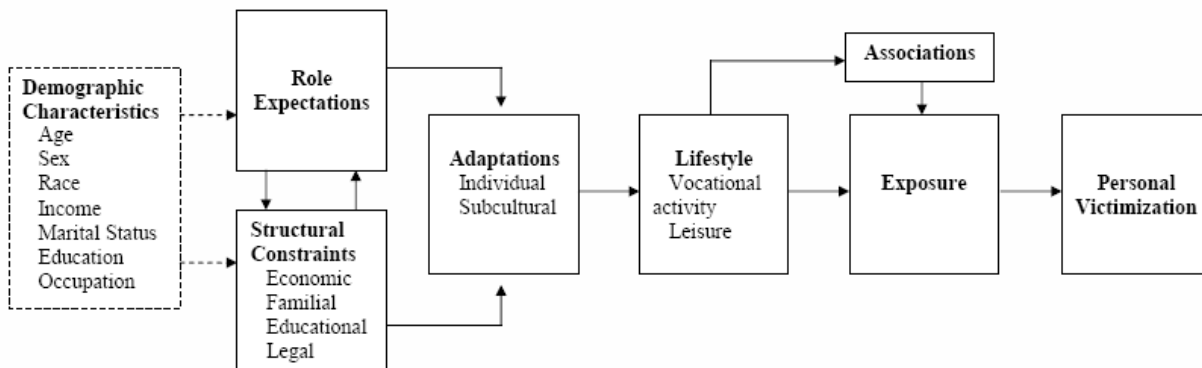 Demographic
Characteristics
Age
Sex
Race
Income
Marital Status
Education
Occupation
Role
Expectations
Structural
Constraints
Economic
Familial
Educational
Legal
Adaptations
Individual
Subcultural
Lifestyle
Vocational
activity
Leisure
Associations
Exposure
Personal
Victimization